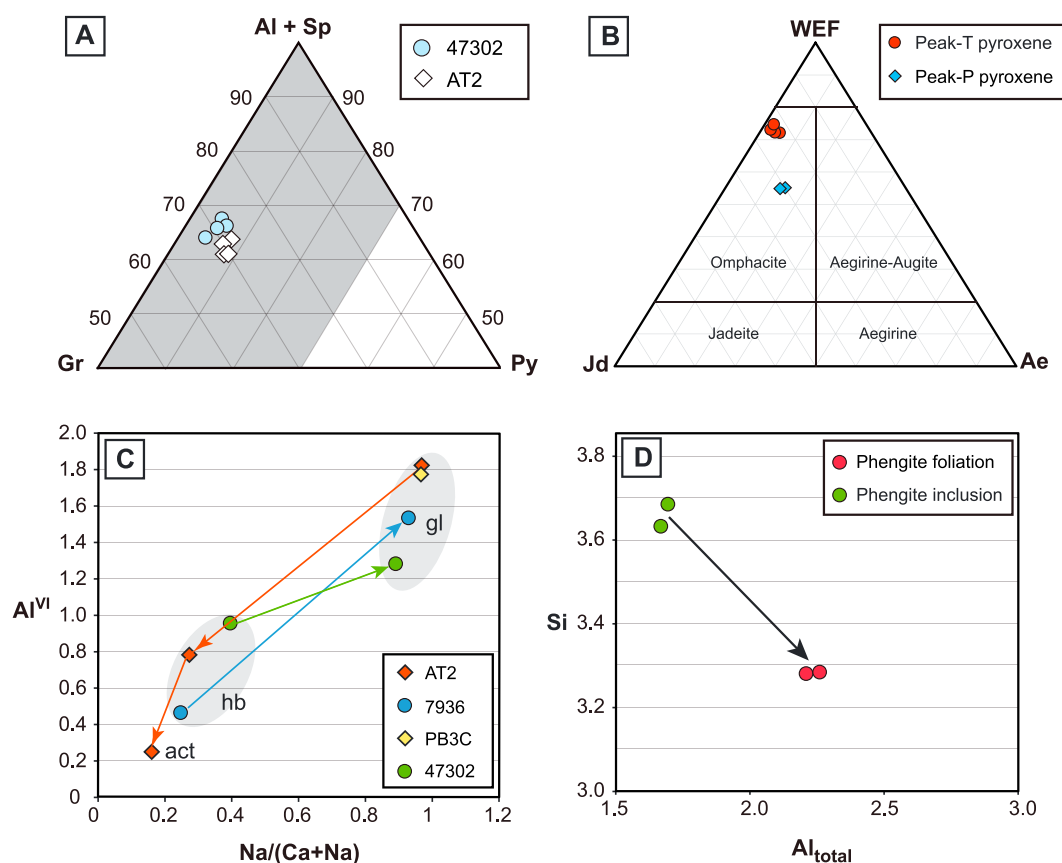 A
Al + Sp
47302
AT2
90
90
80
80
70
70
60
60
50
50
Gr
Py
B
WEF
Peak-T pyroxene
Peak-P pyroxene
Omphacite
Aegirine-Augite
Jadeite
Aegirine
Jd
Ae
C
2.0
1.8
1.6
1.4
1.2
1.0
0.8
0.6
0.4
0.2
0
Al^VI
gl
hb
act
AT2
7936
PB3C
47302
0
0.2
0.4
0.6
0.8
1
1.2
Na/(Ca+Na)
D
3.8
3.6
3.4
3.2
3.0
Si
Phengite foliation
Phengite inclusion
1.5
2.0
2.5
3.0
Al_total